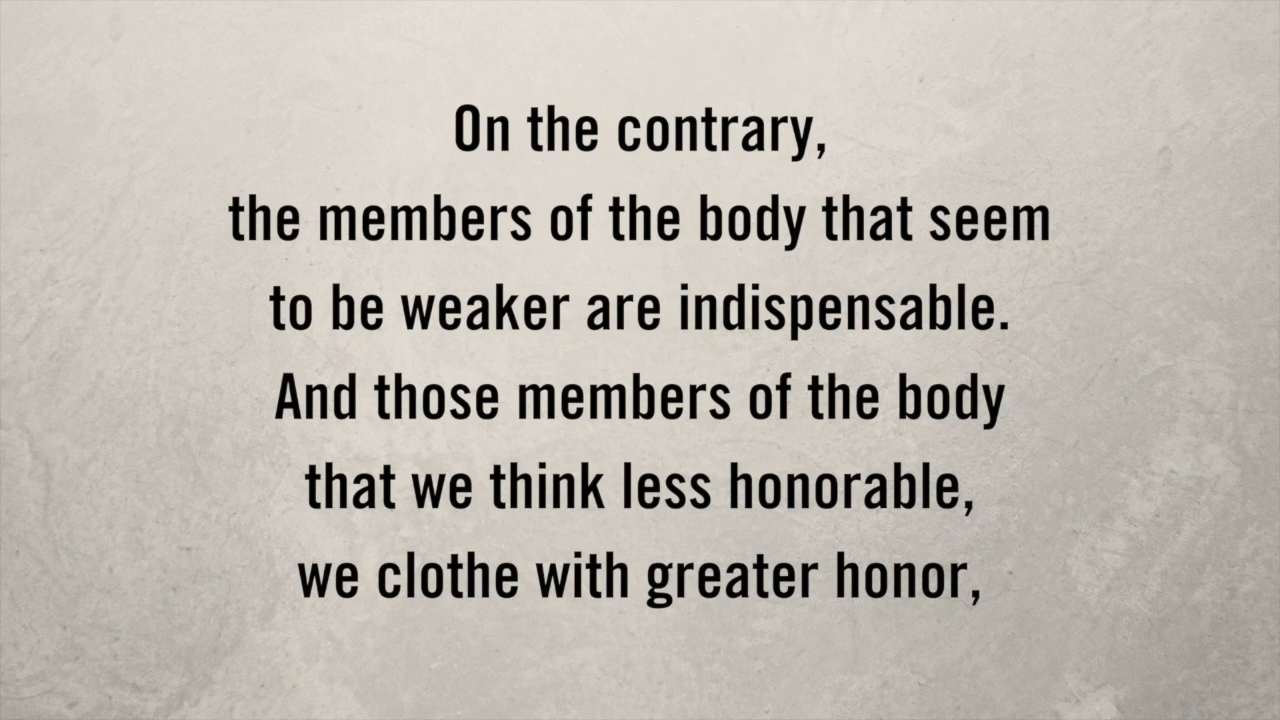 On the contrary,
the members of the body that seem
to be weaker are indispensable.
And those members of the body
that we think less honorable,
we clothe with greater honor,